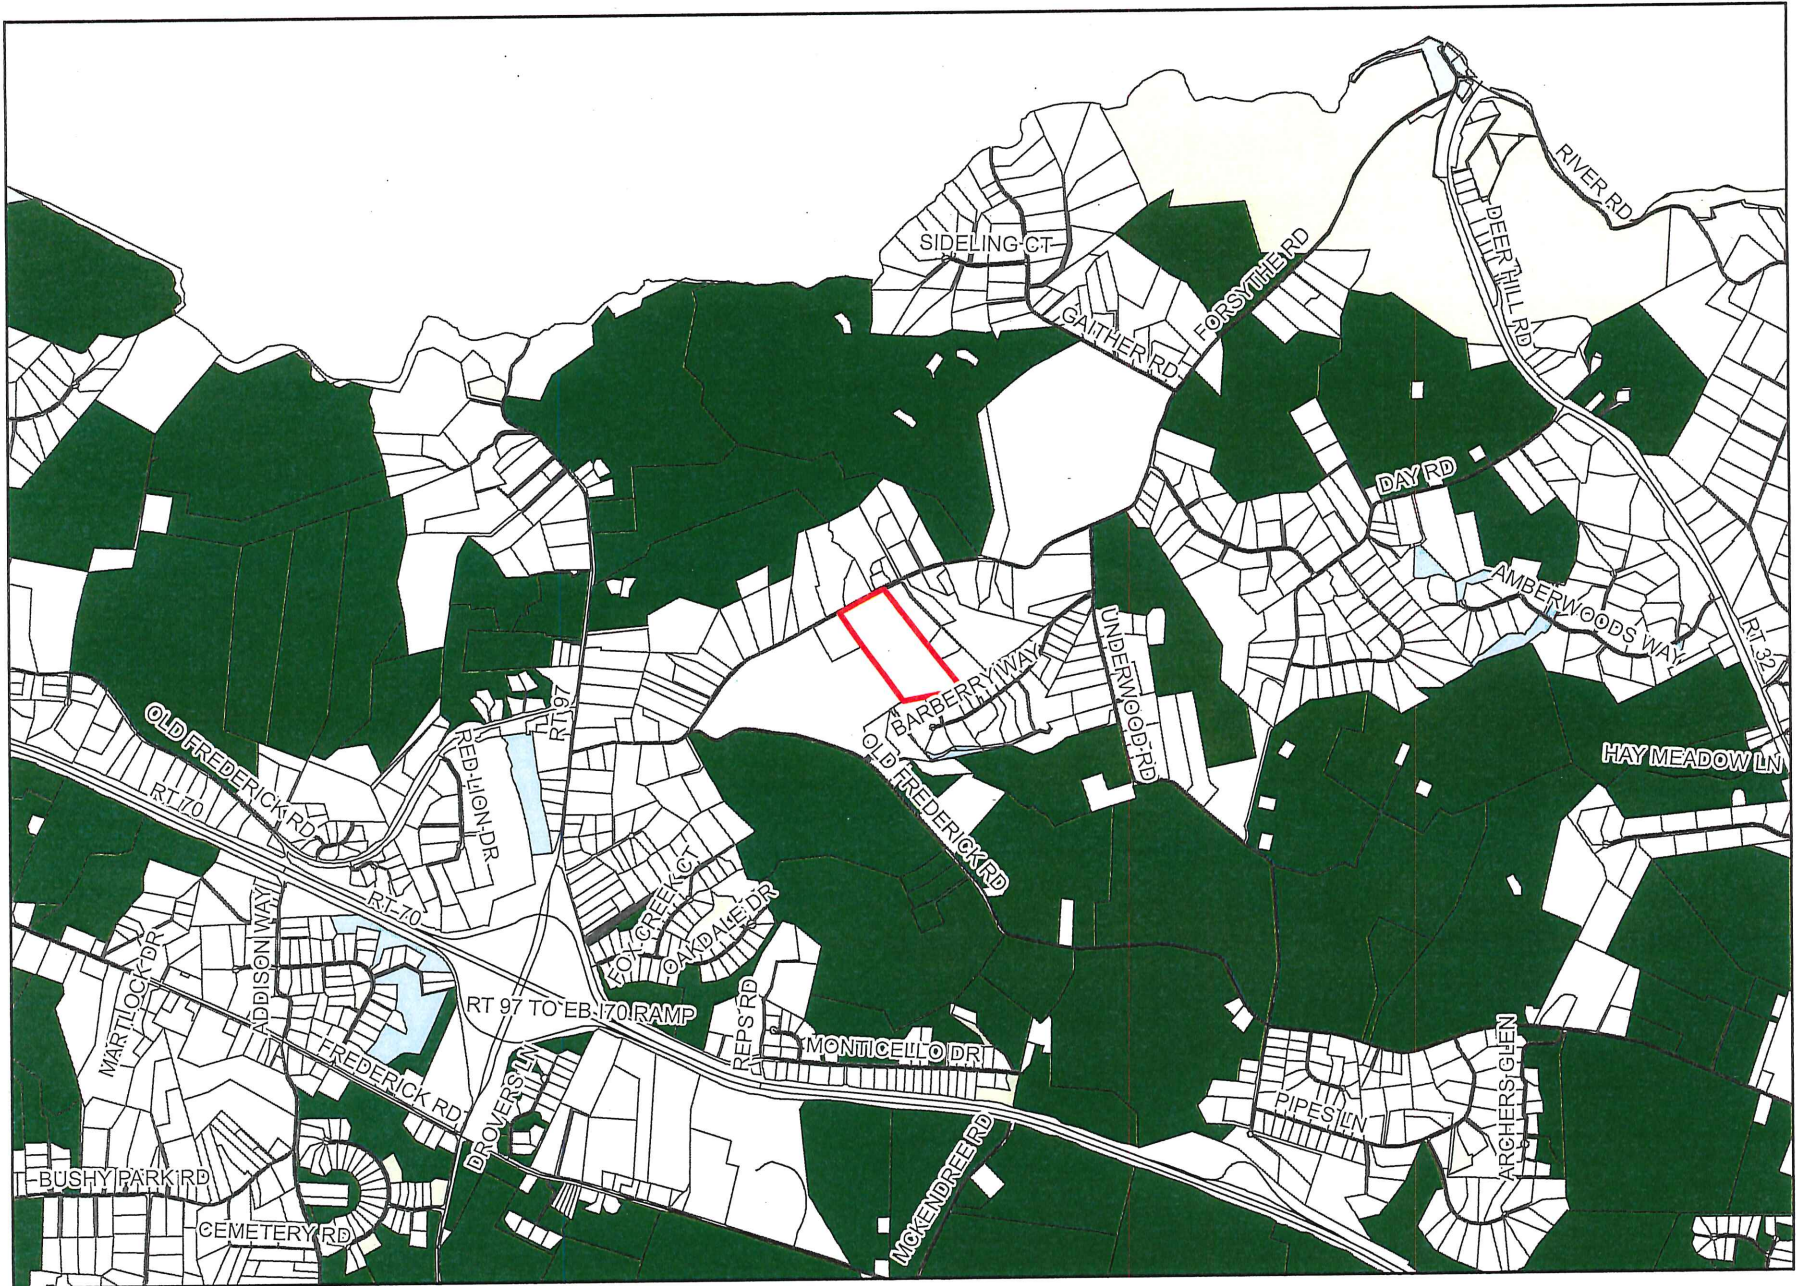 RIVER RD
SIDELING CT
DEER HILL RD
FORSYTHE RD
GAITHER RD
DAY RD
AMBERWOODS WAY
UNDERWOOD RD
RT 32
BARBERRY WAY
RT 97
OLD FREDERICK RD
RED LION DR
OLD FREDERICK RD
HAY MEADOW LN
RT 70
RT 70
FOX CREEK CT
OAKDALE DR
ADDISON WAY
MARTLOCK DR
RT 97 TO EB I70 RAMP
REPS RD
MONTICELLO DR
FREDERICK RD
DROVERS LN
PIPES LN
ARCHERS GLEN
MCKENDREE RD
BUSHY PARK RD
CEMETERY RD